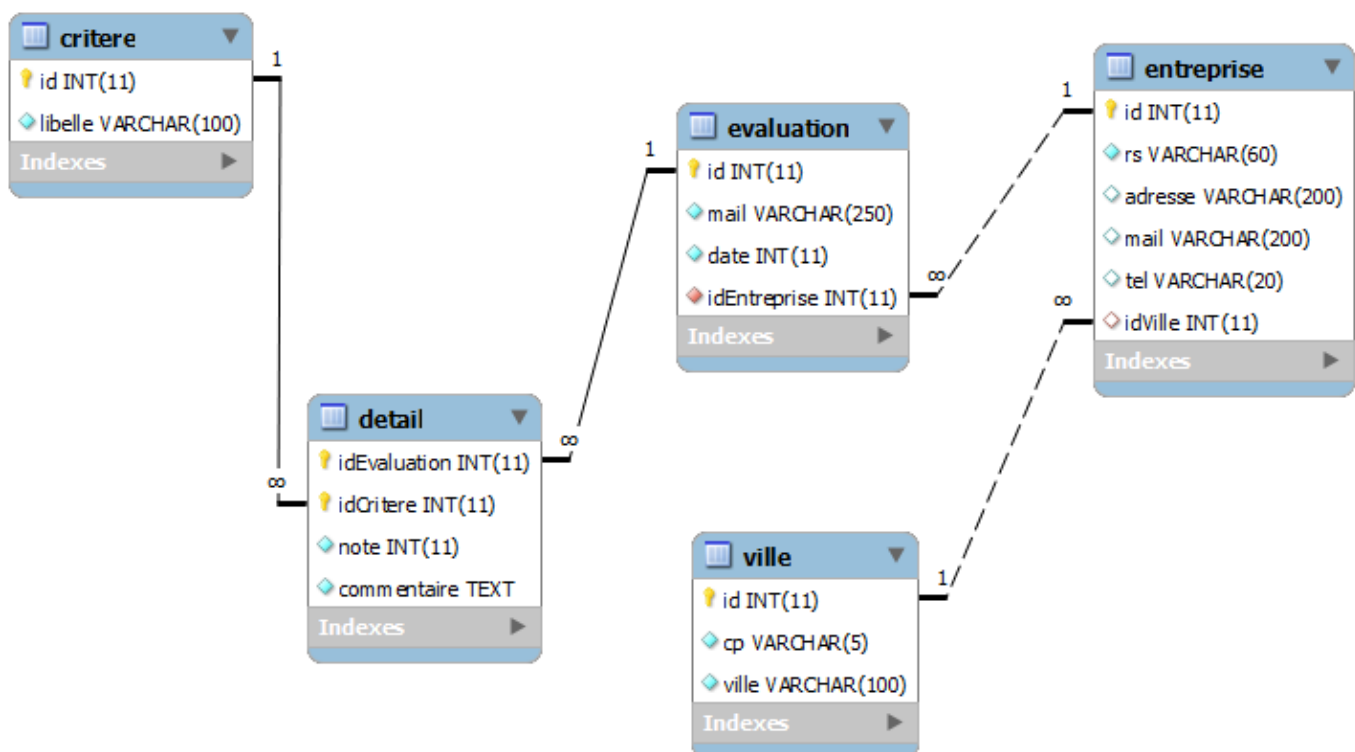 critere
id INT(11)
libelle VARCHAR(100)
Indexes
1
∞
detail
idEvaluation INT(11)
idCritere INT(11)
note INT(11)
commentaire TEXT
Indexes
∞
1
evaluation
id INT(11)
mail VARCHAR(250)
date INT(11)
idEntreprise INT(11)
Indexes
∞
1
entreprise
id INT(11)
rs VARCHAR(60)
adresse VARCHAR(200)
mail VARCHAR(200)
tel VARCHAR(20)
idVille INT(11)
Indexes
∞
1
ville
id INT(11)
cp VARCHAR(5)
ville VARCHAR(100)
Indexes